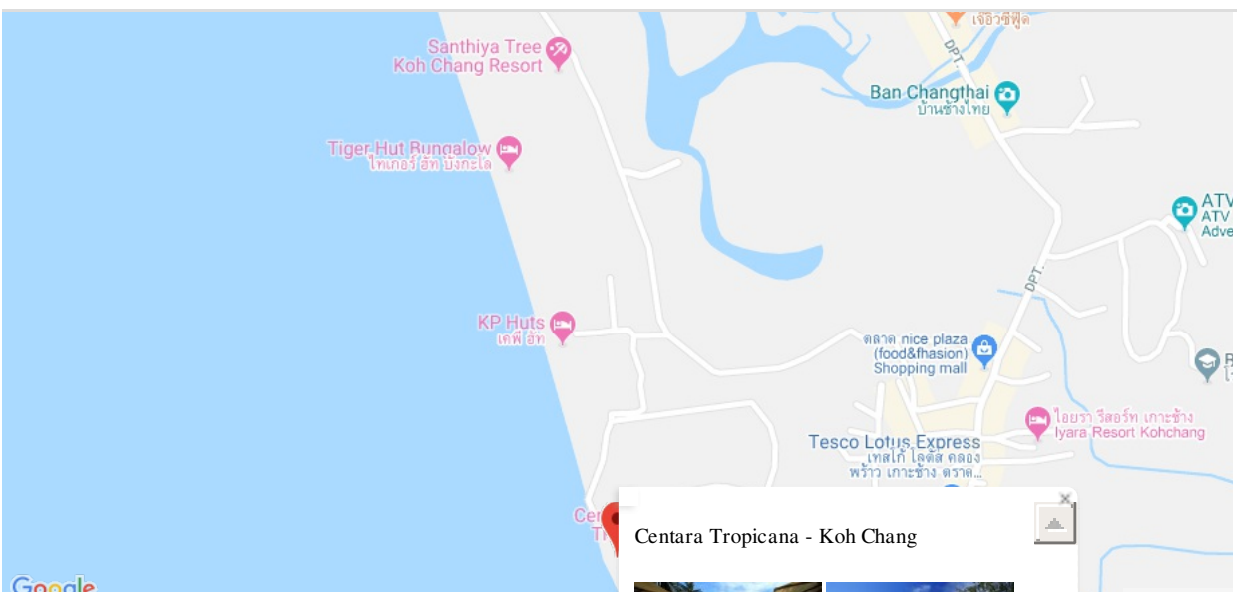 เจ๊อิ๋วซีฟู้ด
Santhiya Tree
Koh Chang Resort
DPT.
Ban Changthai
บ้านช้างไทย
Tiger Hut Bungalow
ไทเกอร์ ฮัท บังกะโล
ATV
ATV
Adve
DPT.
KP Huts
เคพี ฮัท
ตลาด nice plaza
(food&fhasion)
Shopping mall
ไอยรา รีสอร์ท เกาะช้าง
Iyara Resort Kohchang
Tesco Lotus Express
เทสโก้ โลตัส คลอง
พร้าว เกาะช้าง ตราด...
Cen
Tr
Centara Tropicana - Koh Chang
Google